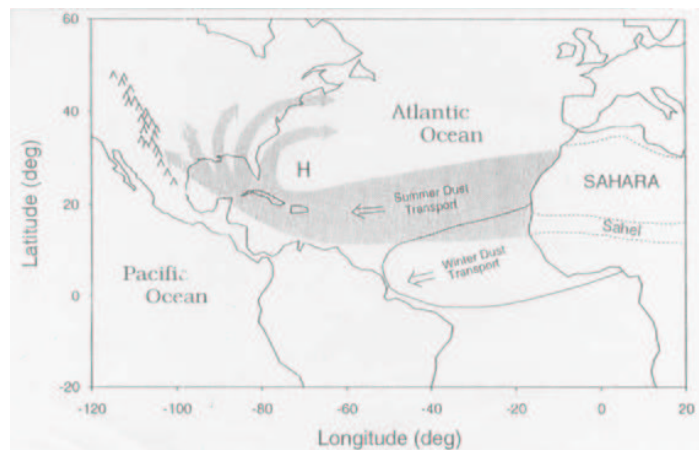 60
40
20
0
-20
Latitude (deg)
Atlantic
Ocean
H
SAHARA
Summer Dust
Transport
Sahel
Winter Dust
Transport
Pacific
Ocean
-120
-100
-80
-60
-40
-20
0
20
Longitude (deg)